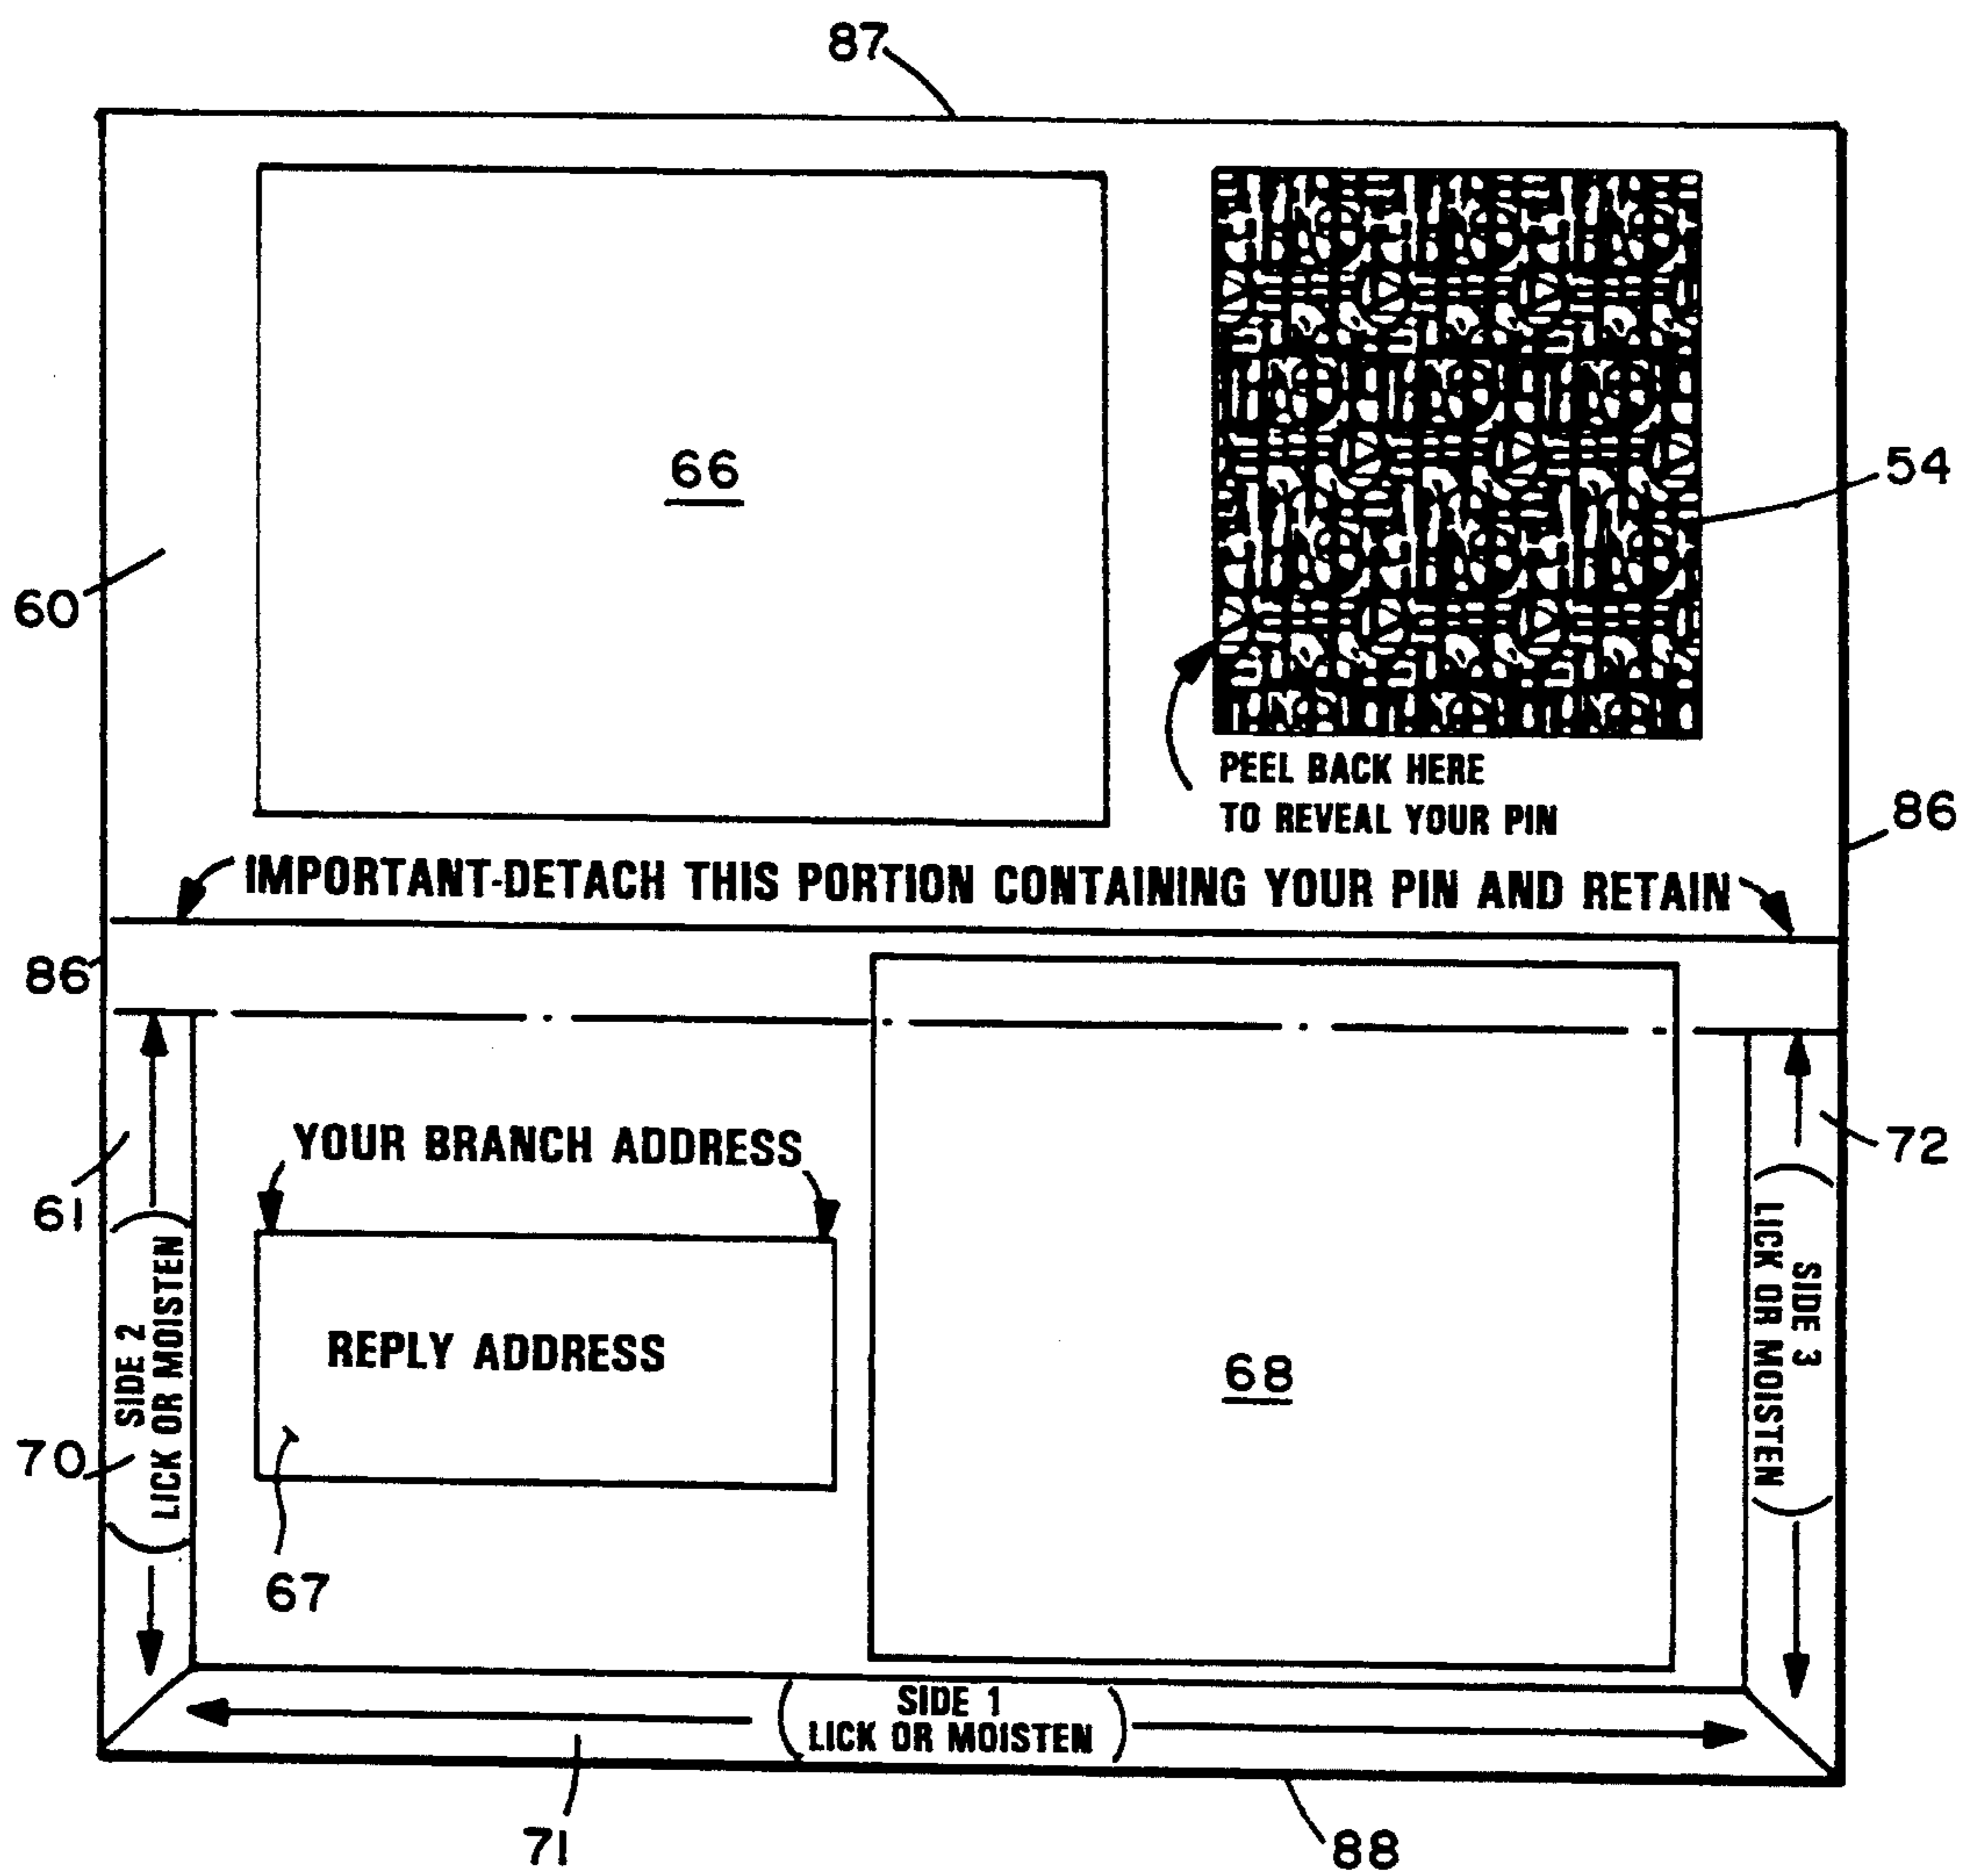 87
66
54
60
PEEL BACK HERE
TO REVEAL YOUR PIN
86
IMPORTANT-DETACH THIS PORTION CONTAINING YOUR PIN AND RETAIN
86
YOUR BRANCH ADDRESS
72
61
REPLY ADDRESS
68
SIDE 2
LICK OR MOISTEN
SIDE 3
LICK OR MOISTEN
70
67
SIDE 1
LICK OR MOISTEN
71
88